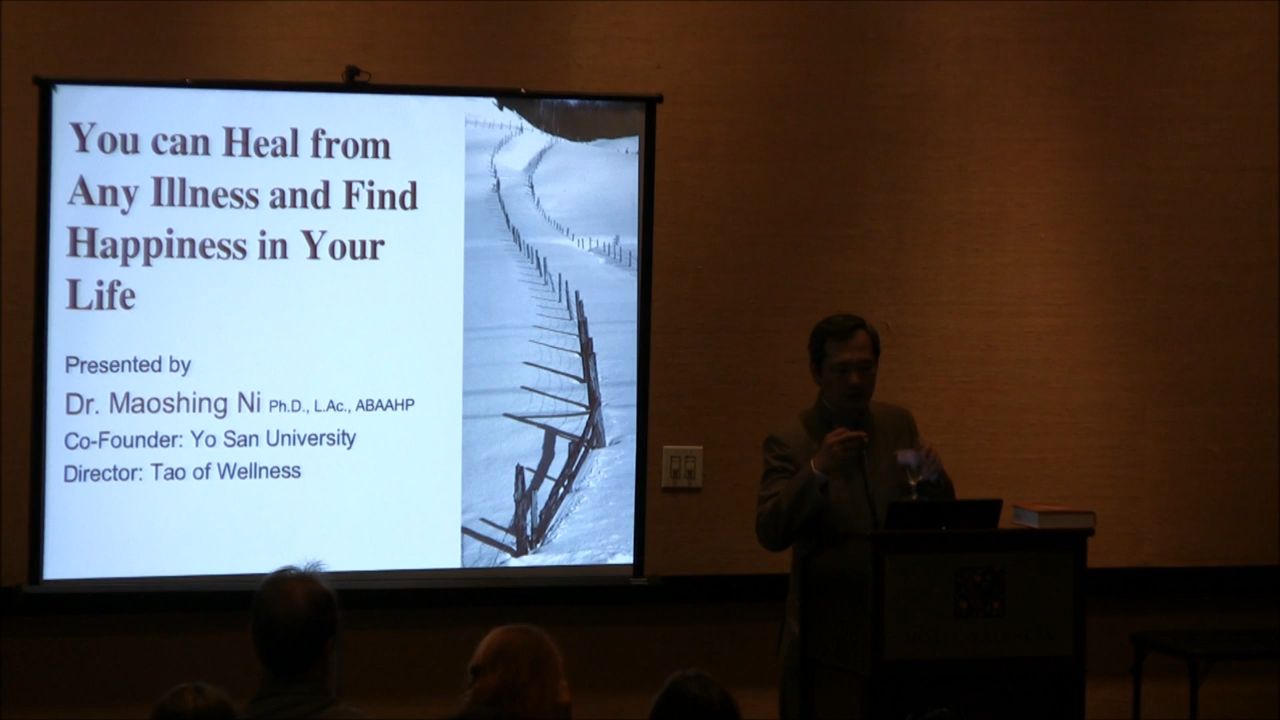 You can Heal from
Any Illness and Find
Happiness in Your
Life
Presented by
Dr. Maoshing Ni Ph.D., L.Ac., ABAAHP
Co-Founder: Yo San University
Director: Tao of Wellness